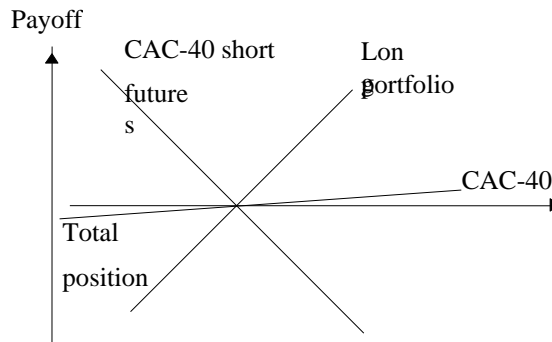 Payoff
CAC-40 short
future
s
Lon
g
portfolio
CAC-40
Total
position